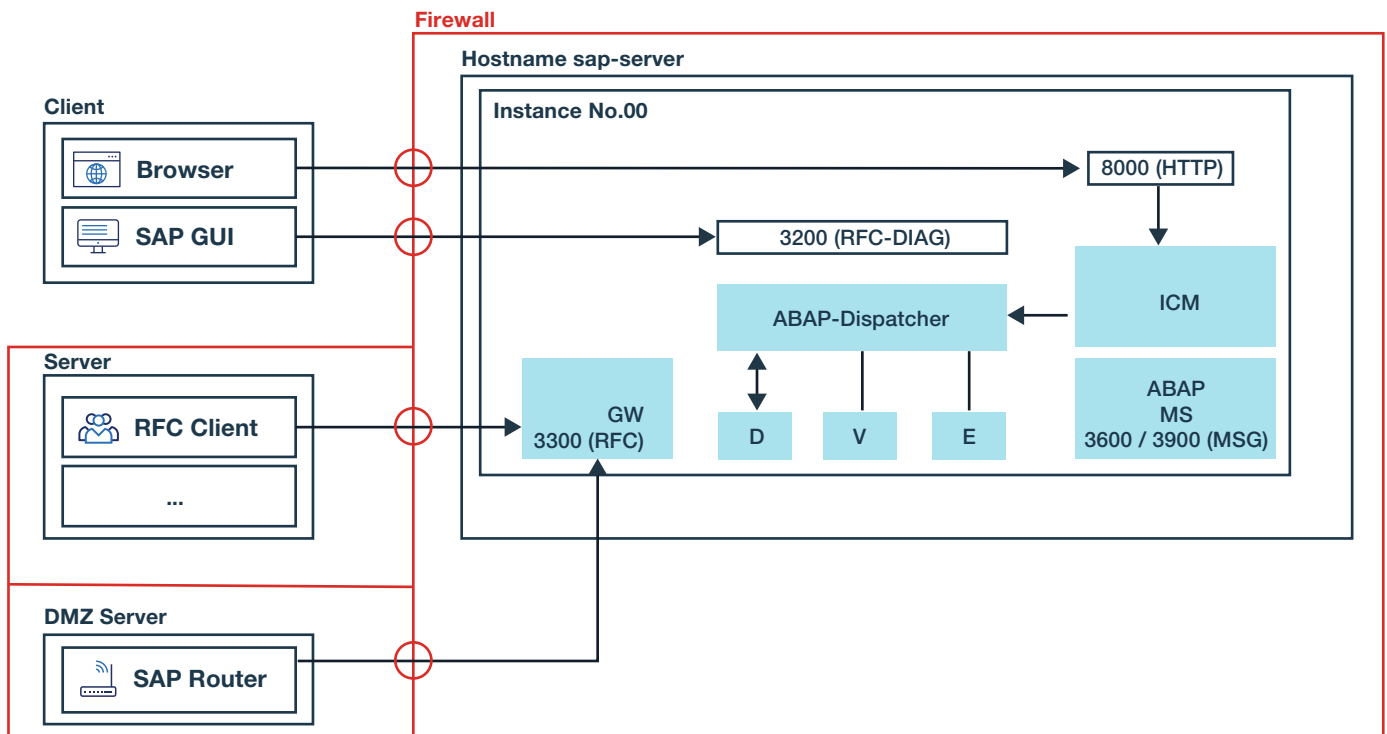 Firewall
Hostname sap-server
Instance No.00
Client
Browser
SAP GUI
8000 (HTTP)
3200 (RFC-DIAG)
ICM
ABAP-Dispatcher
Server
RFC Client
...
GW
3300 (RFC)
D
V
E
ABAP
MS
3600 / 3900 (MSG)
DMZ Server
SAP Router